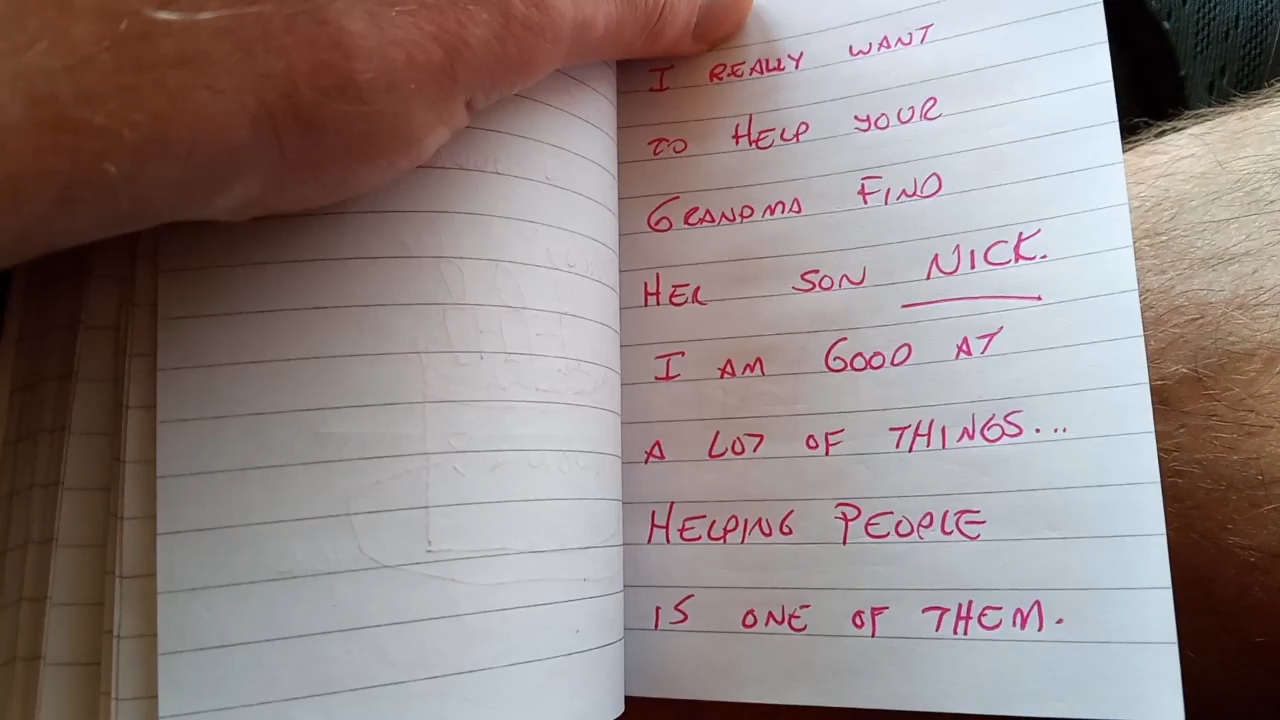 I REALLY WANT
TO HELP YOUR
GRANDMA FIND
HER SON NICK.
I AM GOOD AT
A LOT OF THINGS...
HELPING PEOPLE
IS ONE OF THEM.